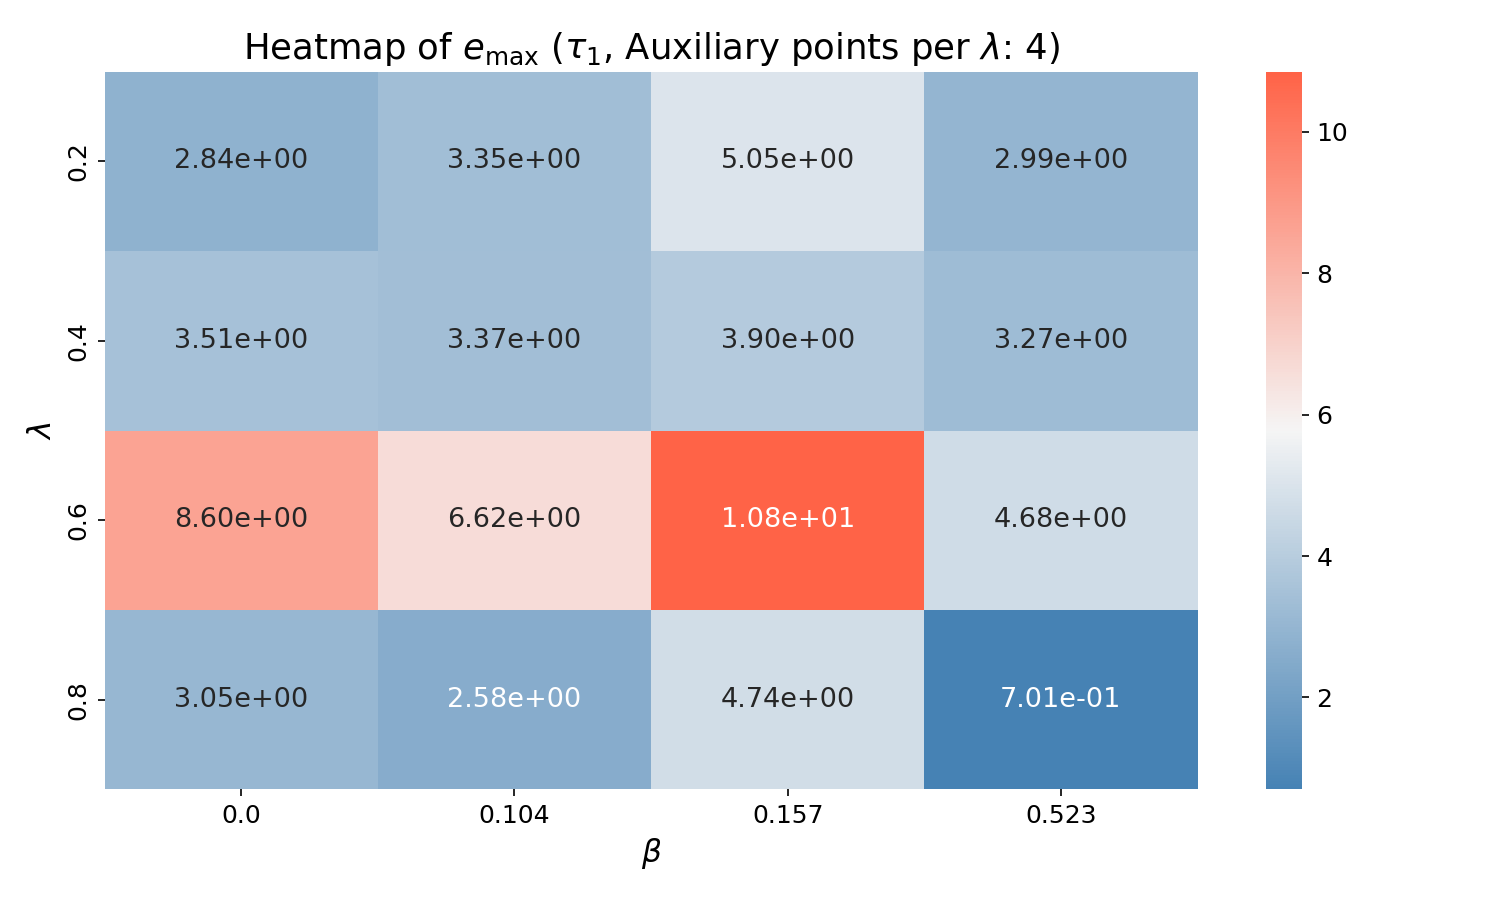 Heatmap of e_max (τ_1, Auxiliary points per λ: 4)
2.84e+00 3.35e+00 5.05e+00 2.99e+00
3.51e+00 3.37e+00 3.90e+00 3.27e+00
8.60e+00 6.62e+00 1.08e+01 4.68e+00
3.05e+00 2.58e+00 4.74e+00 7.01e-01
λ
0.2
0.4
0.6
0.8
0.0 0.104 0.157 0.523
β
10
8
6
4
2